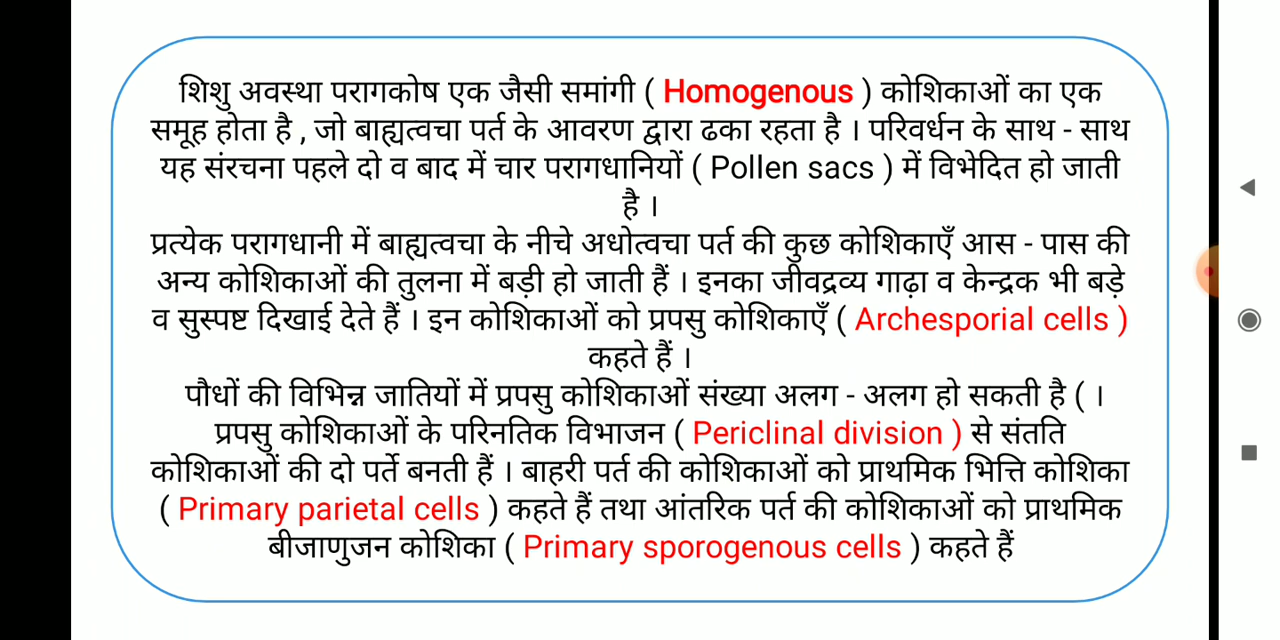 शिशु अवस्था परागकोष एक जैसी समांगी ( Homogenous ) कोशिकाओं का एक
समूह होता है , जो बाह्यत्वचा पर्त के आवरण द्वारा ढका रहता है । परिवर्धन के साथ - साथ
यह संरचना पहले दो व बाद में चार परागधानियों ( Pollen sacs ) में विभेदित हो जाती
है ।
प्रत्येक परागधानी में बाह्यत्वचा के नीचे अधोत्वचा पर्त की कुछ कोशिकाएँ आस - पास की
अन्य कोशिकाओं की तुलना में बड़ी हो जाती हैं । इनका जीवद्रव्य गाढ़ा व केन्द्रक भी बड़े
व सुस्पष्ट दिखाई देते हैं । इन कोशिकाओं को प्रपसु कोशिकाएँ ( Archesporial cells )
कहते हैं ।
पौधों की विभिन्न जातियों में प्रपसु कोशिकाओं संख्या अलग - अलग हो सकती है ( ।
प्रपसु कोशिकाओं के परिनतिक विभाजन ( Periclinal division ) से संतति
कोशिकाओं की दो पर्ते बनती हैं । बाहरी पर्त की कोशिकाओं को प्राथमिक भित्ति कोशिका
( Primary parietal cells ) कहते हैं तथा आंतरिक पर्त की कोशिकाओं को प्राथमिक
बीजाणुजन कोशिका ( Primary sporogenous cells ) कहते हैं